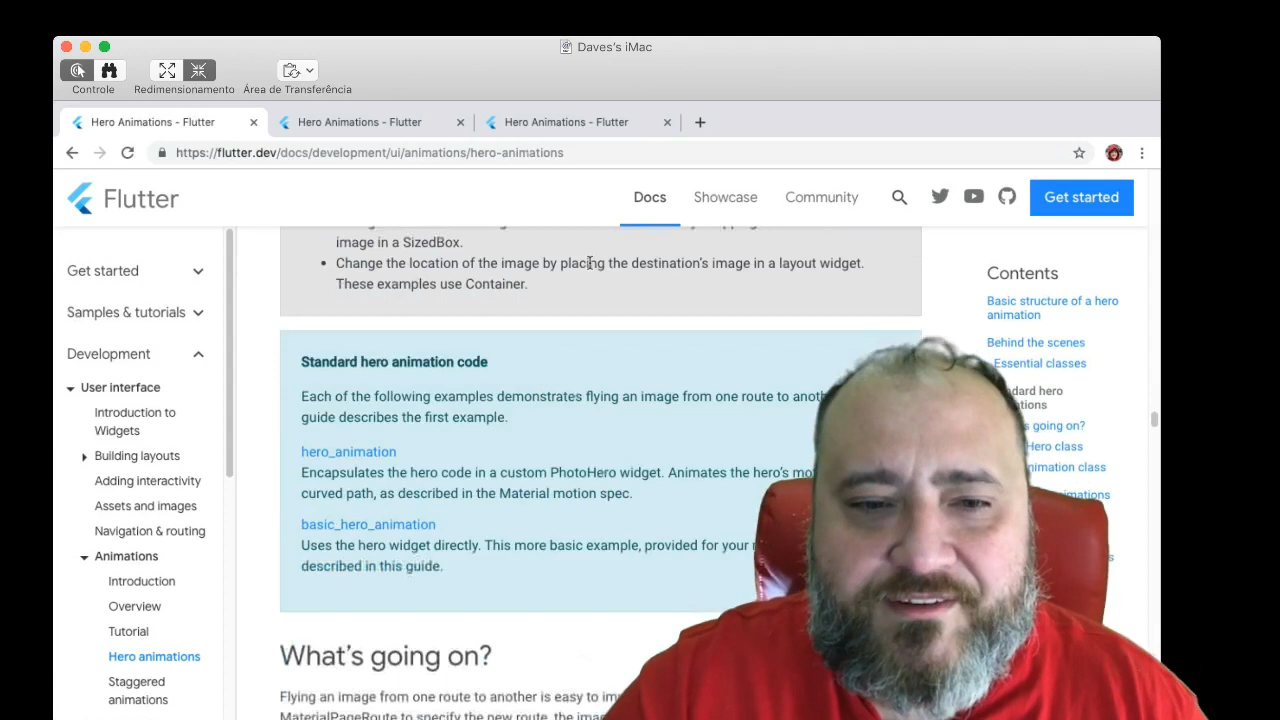 Daves's iMac
Controle
Redimensionamento
Área de Transferência
Hero Animations - Flutter
Hero Animations - Flutter
Hero Animations - Flutter
https://flutter.dev/docs/development/ui/animations/hero-animations
Flutter
Docs
Showcase
Community
Get started
Get started
Samples & tutorials
Development
User interface
Introduction to
Widgets
Building layouts
Adding interactivity
Assets and images
Navigation & routing
Animations
Introduction
Overview
Tutorial
Hero animations
Staggered
animations
image in a SizedBox.
Change the location of the image by placing the destination's image in a layout widget.
These examples use Container.
Standard hero animation code
Each of the following examples demonstrates flying an image from one route to
guide describes the first example.
hero_animation
Encapsulates the hero code in a custom PhotoHero widget. Animates the hero's
curved path, as described in the Material motion spec.
basic_hero_animation
Uses the hero widget directly. This more basic example, provided for your
described in this guide.
What's going on?
Flying an image from one route to another is easy to
MaterialPageRoute to specify the new route, the
Contents
Basic structure of a hero
animation
Behind the scenes
Essential classes
hero
going on?
Hero class
class